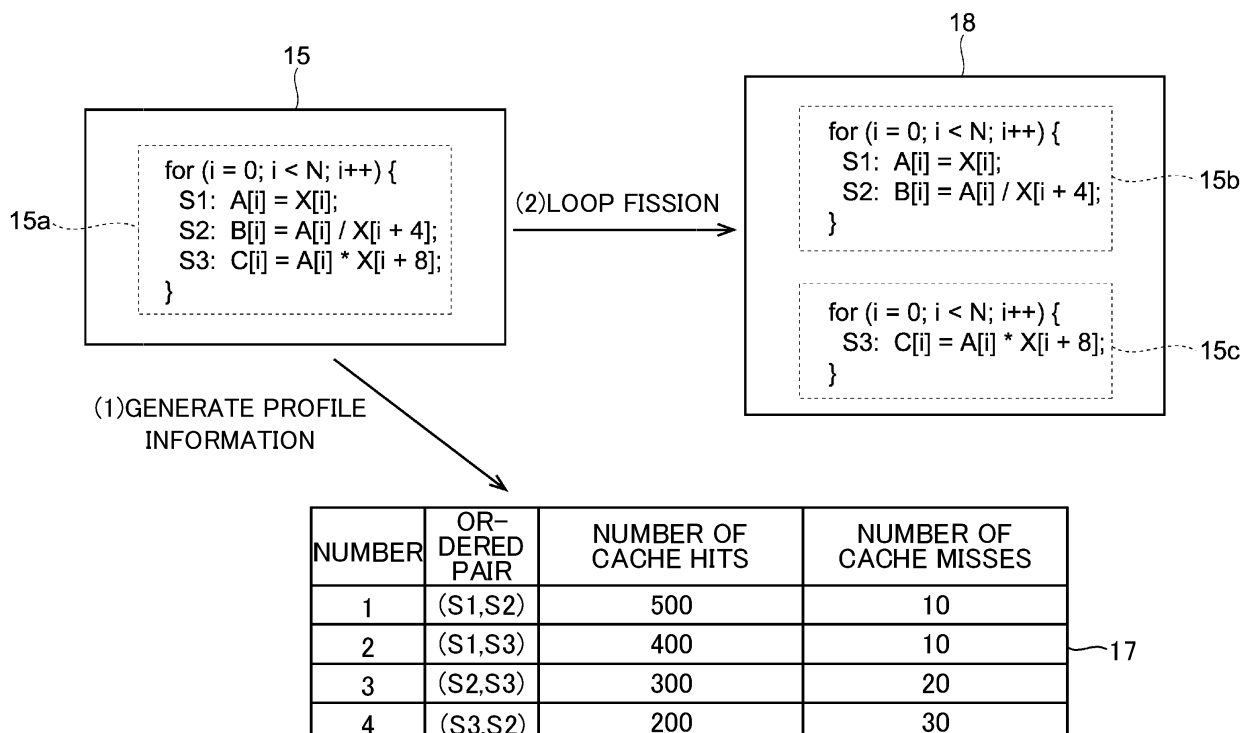 15
for (i = 0; i < N; i++) {
S1: A[i] = X[i];
S2: B[i] = A[i] / X[i + 4];
S3: C[i] = A[i] * X[i + 8];
}
15a
(2)LOOP FISSION
18
for (i = 0; i < N; i++) {
S1: A[i] = X[i];
S2: B[i] = A[i] / X[i + 4];
}
15b
for (i = 0; i < N; i++) {
S3: C[i] = A[i] * X[i + 8];
}
15c
(1)GENERATE PROFILE
INFORMATION
NUMBER
OR-
DERED
PAIR
NUMBER OF
CACHE HITS
NUMBER OF
CACHE MISSES
1 (S1,S2) 500 10
2 (S1,S3) 400 10
3 (S2,S3) 300 20
4 (S3,S2) 200 30
17